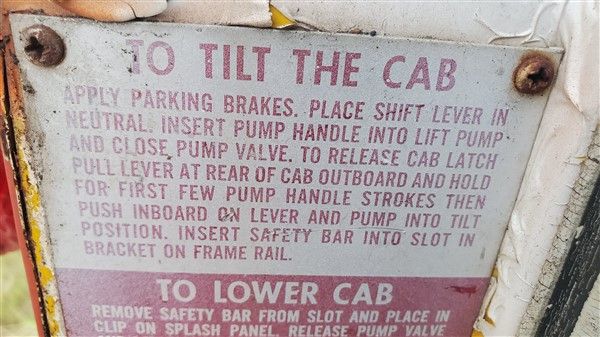 TO TILT THE CAB
APPLY PARKING BRAKES. PLACE SHIFT LEVER IN
NEUTRAL. INSERT PUMP HANDLE INTO LIFT PUMP
AND CLOSE PUMP VALVE. TO RELEASE CAB LATCH
PULL LEVER AT REAR OF CAB OUTBOARD AND HOLD
FOR FIRST FEW PUMP HANDLE STROKES THEN
PUSH INBOARD ON LEVER AND PUMP INTO TILT
POSITION. INSERT SAFETY BAR INTO SLOT IN
BRACKET ON FRAME RAIL.
TO LOWER CAB
REMOVE SAFETY BAR FROM SLOT AND PLACE IN
CLIP ON SPLASH PANEL. RELEASE PUMP VALVE